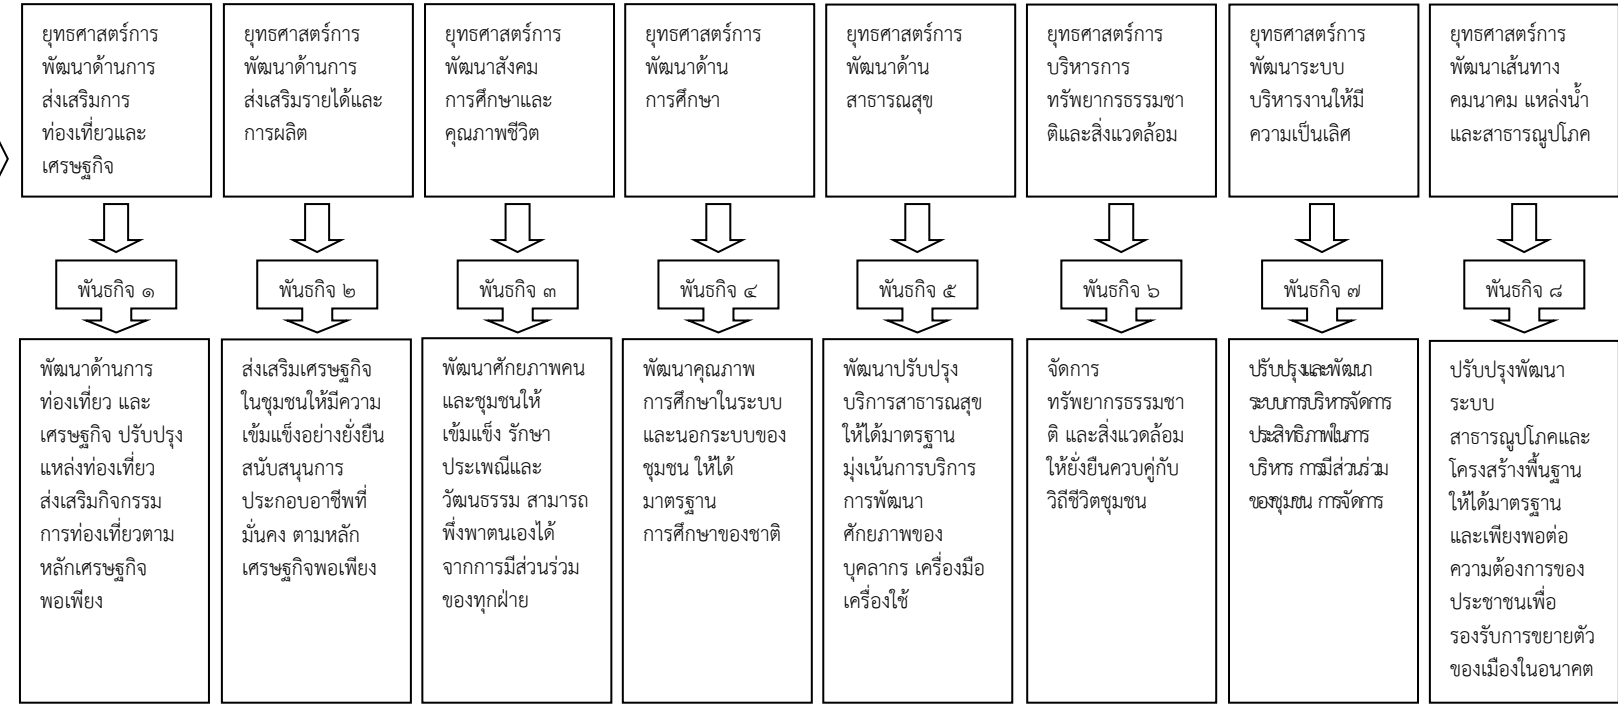 ยุทธศาสตร์การ
พัฒนาด้านการ
ส่งเสริมการ
ท่องเที่ยวและ
เศรษฐกิจ
ยุทธศาสตร์การ
พัฒนาด้านการ
ส่งเสริมรายได้และ
การผลิต
ยุทธศาสตร์การ
พัฒนาสังคม
การศึกษาและ
คุณภาพชีวิต
ยุทธศาสตร์การ
พัฒนาด้าน
การศึกษา
ยุทธศาสตร์การ
พัฒนาด้าน
สาธารณสุข
ยุทธศาสตร์การ
บริหารการ
ทรัพยากรธรรมชา
ติและสิ่งแวดล้อม
ยุทธศาสตร์การ
พัฒนาระบบ
บริหารงานให้มี
ความเป็นเลิศ
ยุทธศาสตร์การ
พัฒนาเส้นทาง
คมนาคม แหล่งน้ำ
และสาธารณูปโภค
พันธกิจ ๑
พันธกิจ ๒
พันธกิจ ๓
พันธกิจ ๔
พันธกิจ ๕
พันธกิจ ๖
พันธกิจ ๗
พันธกิจ ๘
พัฒนาด้านการ
ท่องเที่ยว และ
เศรษฐกิจ ปรับปรุง
แหล่งท่องเที่ยว
ส่งเสริมกิจกรรม
การท่องเที่ยวตาม
หลักเศรษฐกิจ
พอเพียง
ส่งเสริมเศรษฐกิจ
ในชุมชนให้มีความ
เข้มแข็งอย่างยั่งยืน
สนับสนุนการ
ประกอบอาชีพที่
มั่นคง ตามหลัก
เศรษฐกิจพอเพียง
พัฒนาศักยภาพคน
และชุมชนให้
เข้มแข็ง รักษา
ประเพณีและ
วัฒนธรรม สามารถ
พึ่งพาตนเองได้
จากการมีส่วนร่วม
ของทุกฝ่าย
พัฒนาคุณภาพ
การศึกษาในระบบ
และนอกระบบของ
ชุมชน ให้ได้
มาตรฐาน
การศึกษาของชาติ
พัฒนาปรับปรุง
บริการสาธารณสุข
ให้ได้มาตรฐาน
มุ่งเน้นการบริการ
การพัฒนา
ศักยภาพของ
บุคลากร เครื่องมือ
เครื่องใช้
จัดการ
ทรัพยากรธรรมชา
ติ และสิ่งแวดล้อม
ให้ยั่งยืนควบคู่กับ
วิถีชีวิตชุมชน
ปรับปรุงและพัฒนา
ระบบการบริหารจัดการ
ประสิทธิภาพในการ
บริหาร การมีส่วนร่วม
ของชุมชน การจัดการ
ปรับปรุงพัฒนา
ระบบ
สาธารณูปโภคและ
โครงสร้างพื้นฐาน
ให้ได้มาตรฐาน
และเพียงพอต่อ
ความต้องการของ
ประชาชนเพื่อ
รองรับการขยายตัว
ของเมืองในอนาคต